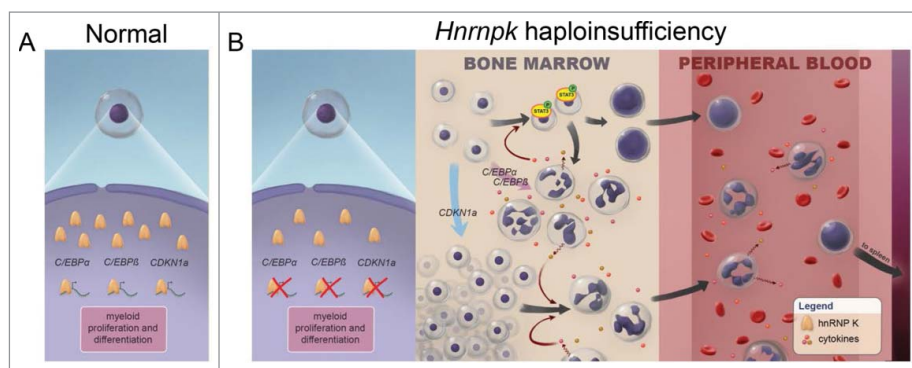 A
Normal
C/EBPα C/EBPß CDKN1a
myeloid
proliferation and
differentiation
B
Hnrnpk haploinsufficiency
C/EBPα C/EBPß CDKN1a
myeloid
proliferation and
differentiation
BONE MARROW
STAT3 P
STAT3 P
C/EBPα
C/EBPß
CDKN1a
PERIPHERAL BLOOD
to spleen
Legend
hnRNP K
cytokines